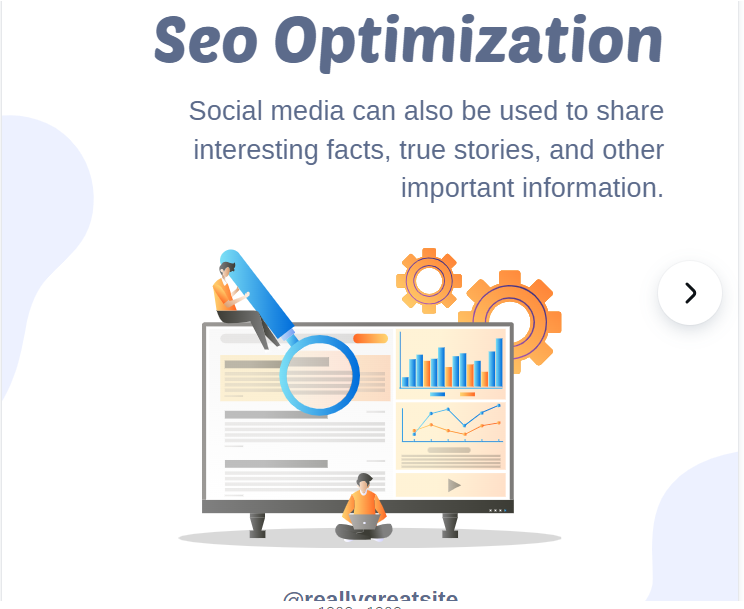 Seo Optimization
Social media can also be used to share
interesting facts, true stories, and other
important information.
@reallygreatsite